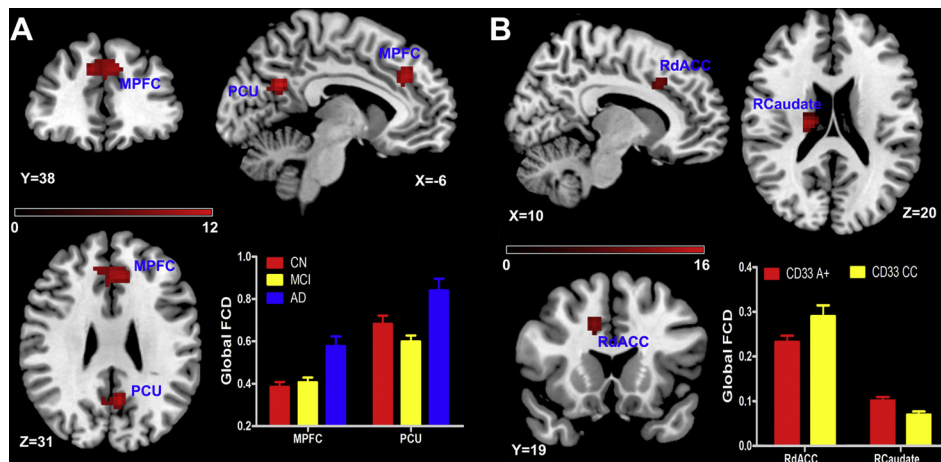 A
MPFC
Y=38
MPFC
PCU
X=-6
0 12
MPFC
PCU
Z=31
Global FCD
1.0
0.8
0.6
0.4
0.2
CN
MCI
AD
MPFC PCU
B
RdACC
X=10
RCaudate
Z=20
0 16
RdACC
Y=19
Global FCD
0.4
0.3
0.2
0.1
0.0
CD33 A+ CD33 CC
RdACC RCaudate